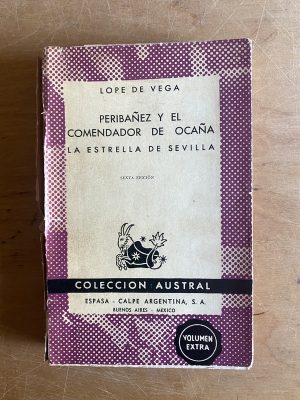 LOPE DE VEGA
PERIBAÑEZ Y EL
COMENDADOR DE OCAÑA
LA ESTRELLA DE SEVILLA
SEXTA EDICIÓN
COLECCION AUSTRAL
ESPASA - CALPE ARGENTINA, S. A.
BUENOS AIRES - MEXICO
VOLUMEN
EXTRA